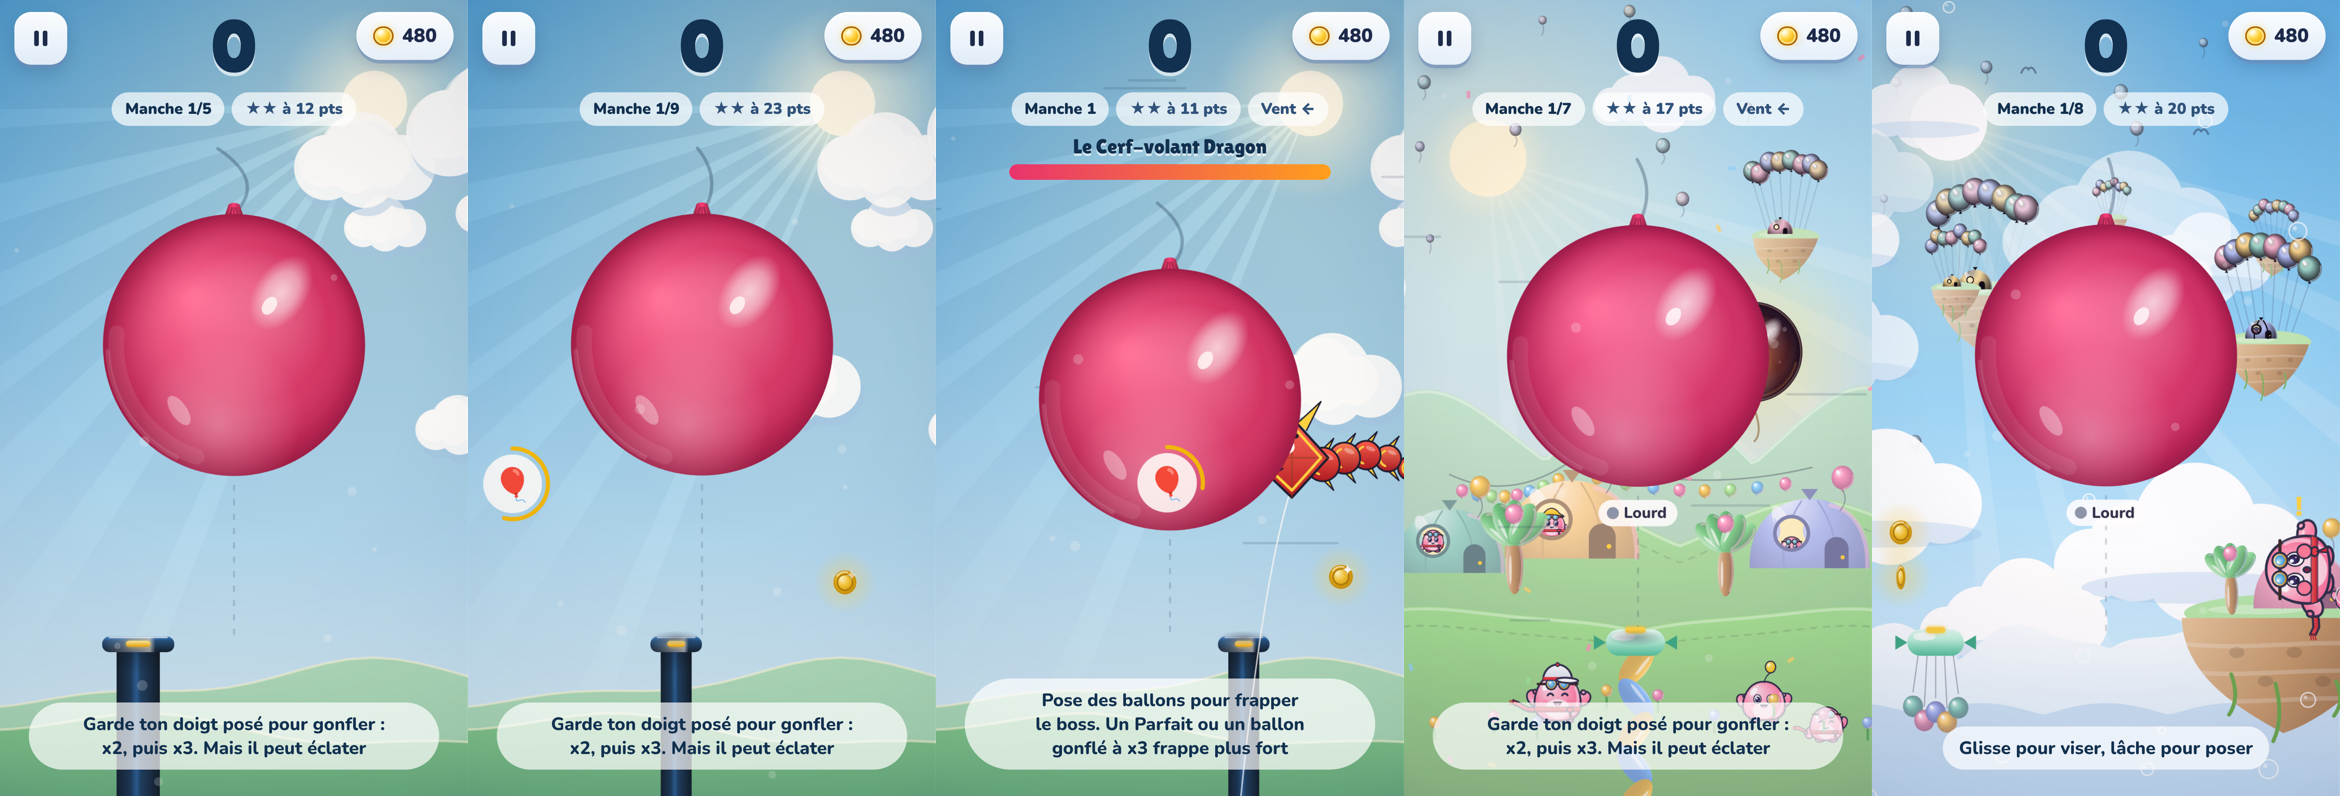 0
480
Manche 1/5
★★ à 12 pts
Garde ton doigt posé pour gonfler :
x2, puis x3. Mais il peut éclater
0
480
Manche 1/9
★★ à 23 pts
Garde ton doigt posé pour gonfler :
x2, puis x3. Mais il peut éclater
0
480
Manche 1
★★ à 11 pts
Vent ←
Le Cerf-volant Dragon
Pose des ballons pour frapper
le boss. Un Parfait ou un ballon
gonflé à x3 frappe plus fort
0
480
Manche 1/7
★★ à 17 pts
Vent ←
Lourd
Garde ton doigt posé pour gonfler :
x2, puis x3. Mais il peut éclater
0
480
Manche 1/8
★★ à 20 pts
Lourd
!
Glisse pour viser, lâche pour poser